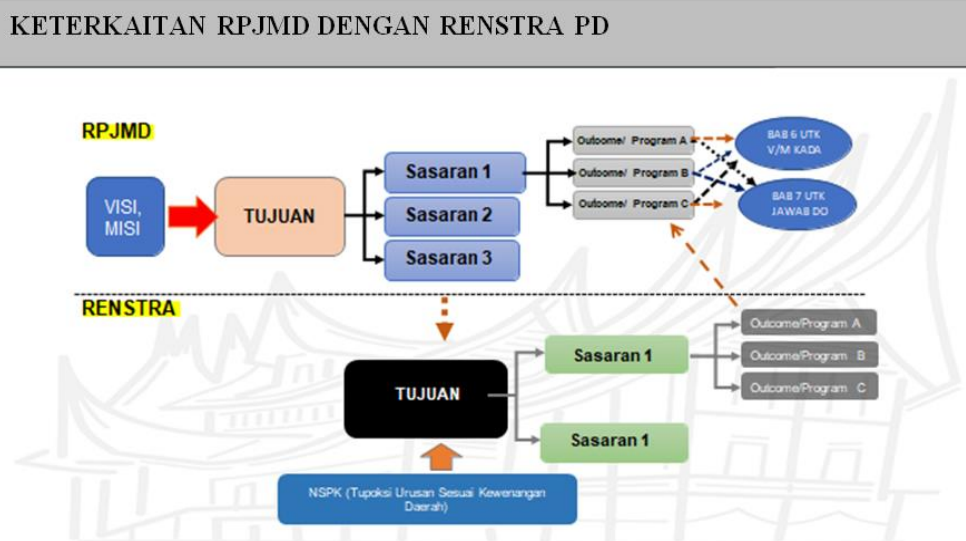 KETERKAITAN RPJMD DENGAN RENSTRA PD
RPJMD
VISI,
MISI
TUJUAN
Sasaran 1
Sasaran 2
Sasaran 3
Outcome/ Program A
Outcome/ Program B
Outcome/ Program C
BAB 6 UTK
V/M KADA
BAB 7 UTK
JAWAB DO
RENSTRA
TUJUAN
Sasaran 1
Sasaran 1
Outcome/Program A
Outcome/Program B
Outcome/Program C
NSPK (Tupoksi Urusan Sesuai Kewenangan
Daerah)